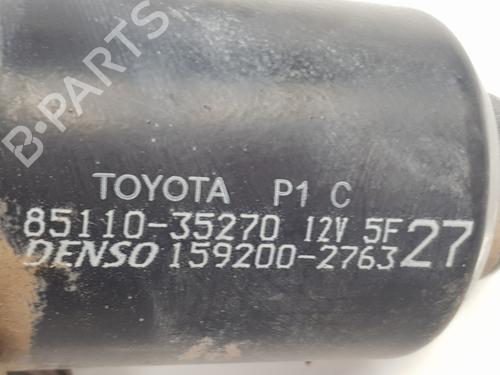 B-PARTS
TOYOTA P1 C
85110-35270 12V 5F 27
DENSO 159200-2763